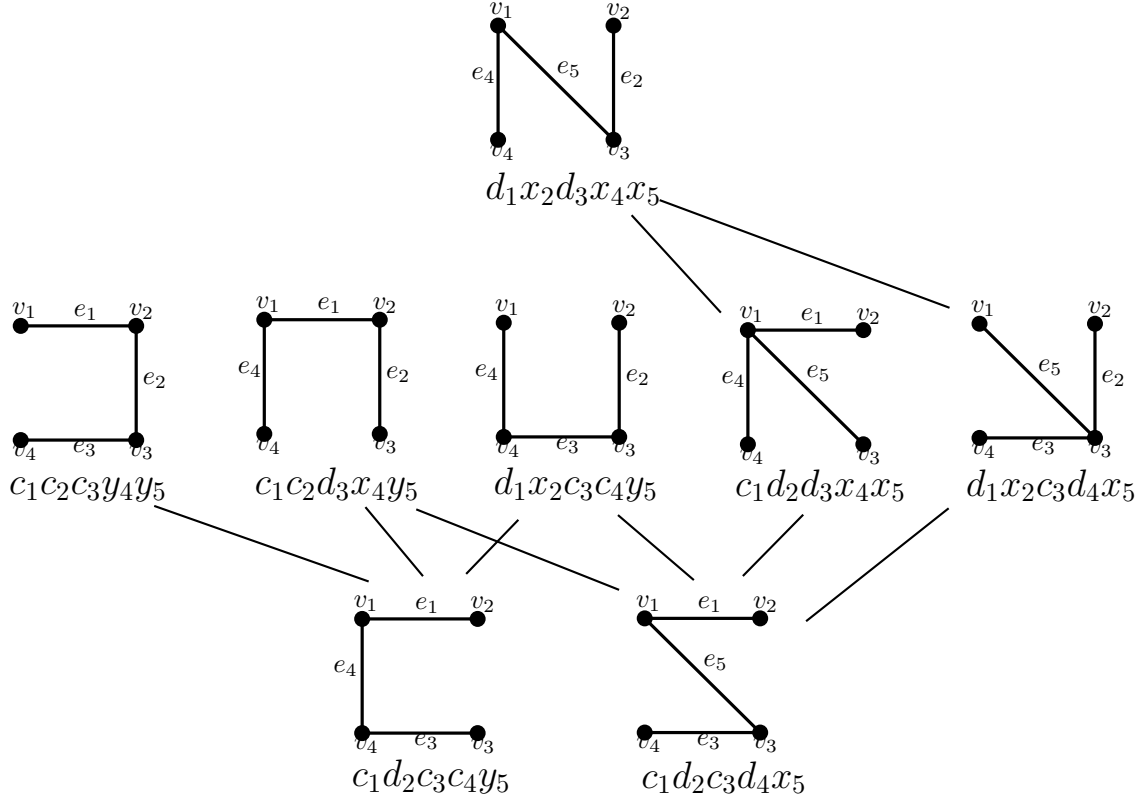 v₁ v₂
e₄ e₅ e₂
v₄ v₃
d₁x₂d₃x₄x₅
v₁ e₁ v₂
e₂
v₄ e₃ v₃
c₁c₂c₃y₄y₅
v₁ e₁ v₂
e₄ e₂
v₄ v₃
c₁c₂d₃x₄y₅
v₁ v₂
e₄ e₂
v₄ e₃ v₃
d₁x₂c₃c₄y₅
v₁ e₁ v₂
e₄ e₅
v₄ v₃
c₁d₂d₃x₄x₅
v₁ v₂
e₅ e₂
v₄ e₃ v₃
d₁x₂c₃d₄x₅
v₁ e₁ v₂
e₄
v₄ e₃ v₃
c₁d₂c₃c₄y�5
v₁ e₁ v₂
e₅
v₄ e₃ v₃
c₁d₂c₃d₄x₅